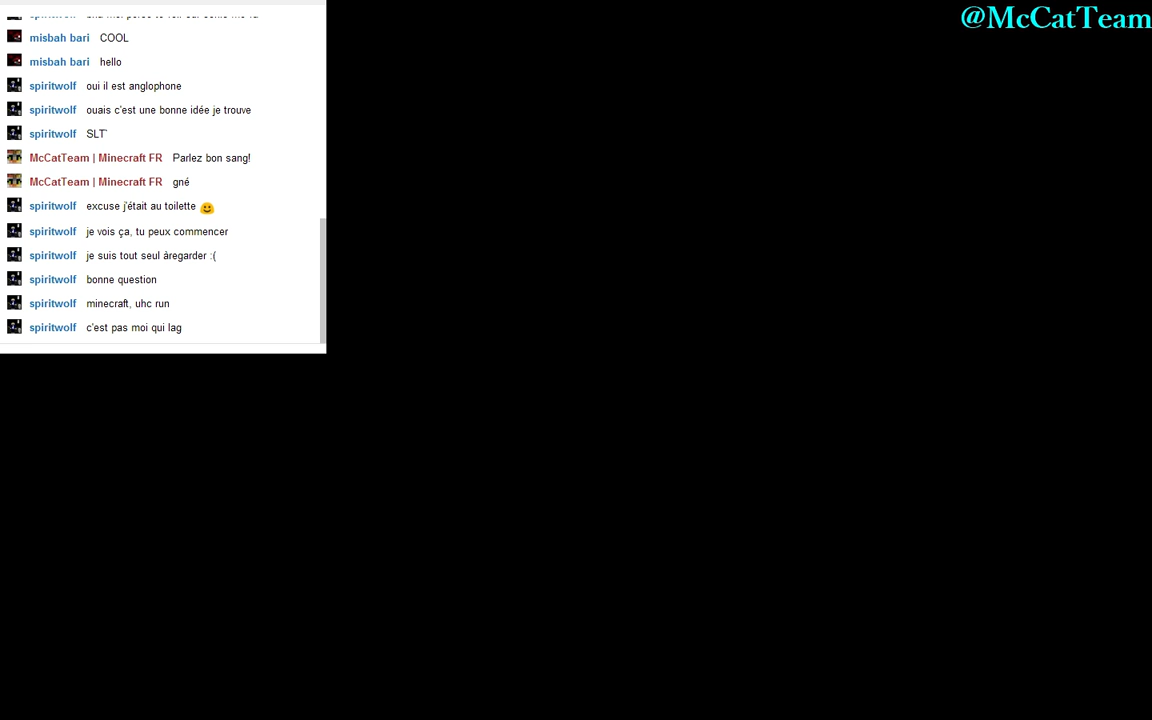 @McCatTeam
misbah bari COOL
misbah bari hello
spiritwolf oui il est anglophone
spiritwolf ouais c'est une bonne idée je trouve
spiritwolf SLT`
McCatTeam | Minecraft FR Parlez bon sang!
McCatTeam | Minecraft FR gné
spiritwolf excuse j'était au toilette
spiritwolf je vois ça, tu peux commencer
spiritwolf je suis tout seul àregarder :(
spiritwolf bonne question
spiritwolf minecraft, uhc run
spiritwolf c'est pas moi qui lag